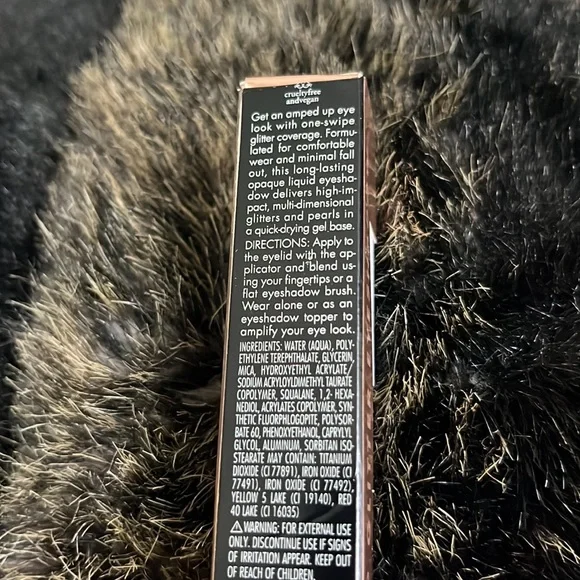 crueltyfree
andvegan
Get an amped up eye
look with one-swipe
glitter coverage. Formu-
lated for comfortable
wear and minimal fall
out, this long-lasting
opaque liquid eyesha-
dow delivers high-im-
pact, multi-dimensional
glitters and pearls in
a quick-drying gel base.
DIRECTIONS: Apply to
the eyelid with the ap-
plicator and blend us-
ing your fingertips or a
flat eyeshadow brush.
Wear alone or as an
eyeshadow topper to
amplify your eye look.
INGREDIENTS: WATER (AQUA), POLY-
ETHYLENE TEREPHTHALATE, GLYCERIN,
MICA, HYDROXYETHYL ACRYLATE/
SODIUM ACRYLOYLDIMETHYL TAURATE
COPOLYMER, SQUALANE, 1,2- HEXA-
NEDIOL, ACRYLATES COPOLYMER, SYN-
THETIC FLUORPHLOGOPITE, POLYSOR-
BATE 60, PHENOXYETHANOL, CAPRYLYL
GLYCOL, ALUMINUM, SORBITAN ISO-
STEARATE MAY CONTAIN: TITANIUM
DIOXIDE (CI 77891), IRON OXIDE (CI
77491), IRON OXIDE (CI 77492),
YELLOW 5 LAKE (CI 19140), RED
40 LAKE (CI 16035)
⚠WARNING: FOR EXTERNAL USE
ONLY. DISCONTINUE USE IF SIGNS
OF IRRITATION APPEAR. KEEP OUT
OF REACH OF CHILDREN.